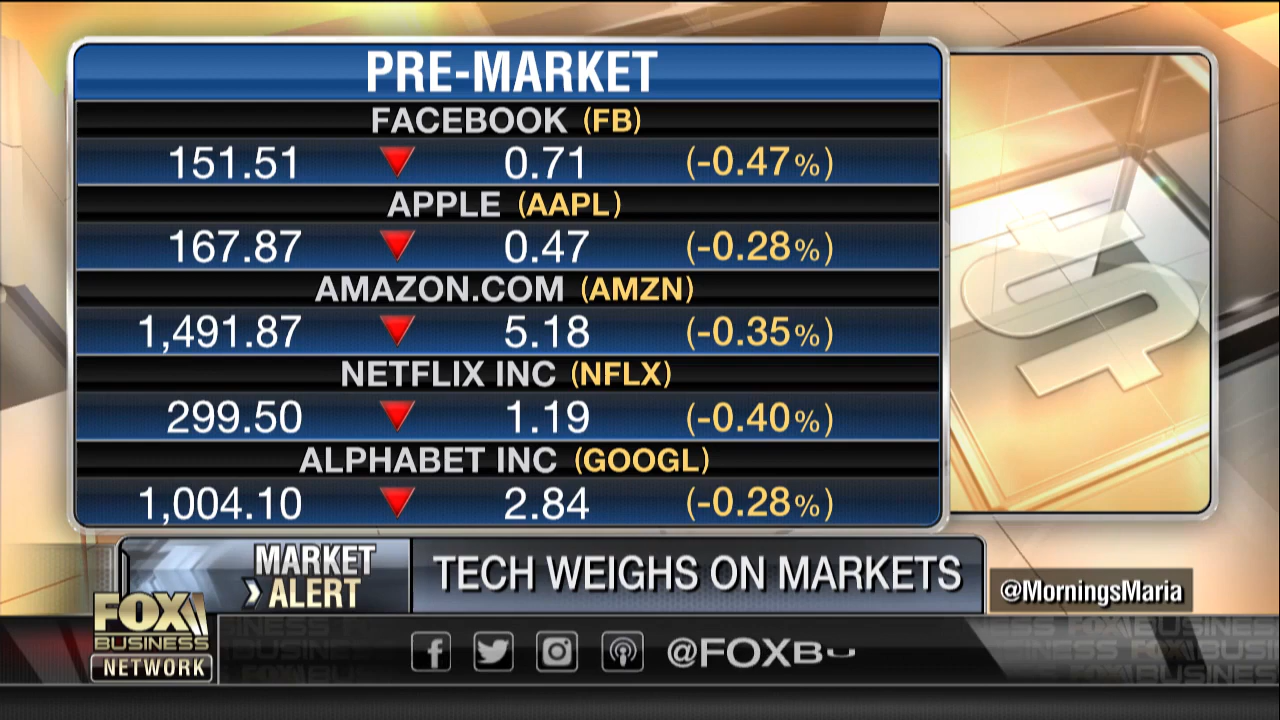 PRE-MARKET
FACEBOOK (FB)
151.51 ▼ 0.71 (-0.47%)
APPLE (AAPL)
167.87 ▼ 0.47 (-0.28%)
AMAZON.COM (AMZN)
1,491.87 ▼ 5.18 (-0.35%)
NETFLIX INC (NFLX)
299.50 ▼ 1.19 (-0.40%)
ALPHABET INC (GOOGL)
1,004.10 ▼ 2.84 (-0.28%)
MARKET
ALERT
TECH WEIGHS ON MARKETS
@MorningsMaria
FOX
BUSINESS
NETWORK
@FOXB